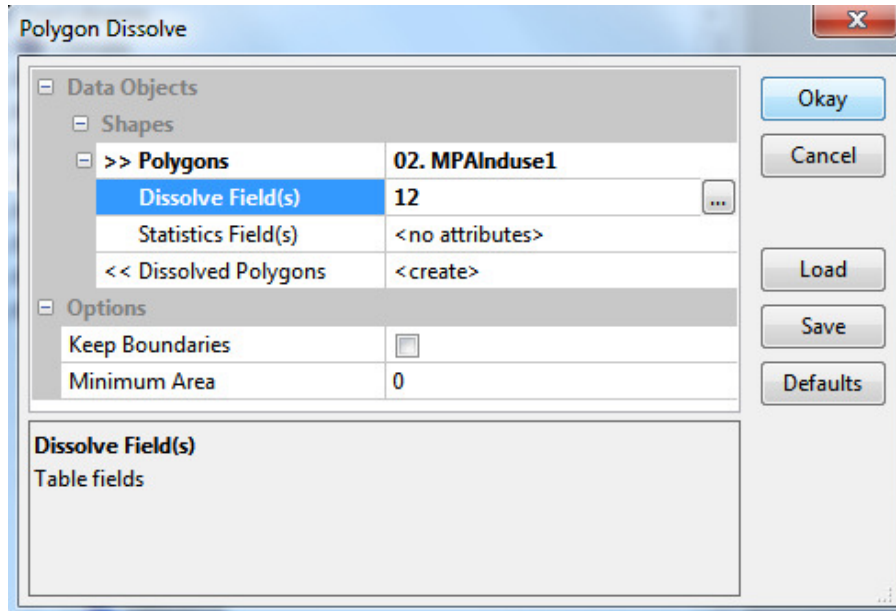 Polygon Dissolve
Data Objects
Shapes
>> Polygons 02. MPAlnduse1
Dissolve Field(s) 12 ...
Statistics Field(s) <no attributes>
<< Dissolved Polygons <create>
Options
Keep Boundaries
Minimum Area 0
Okay
Cancel
Load
Save
Defaults
Dissolve Field(s)
Table fields